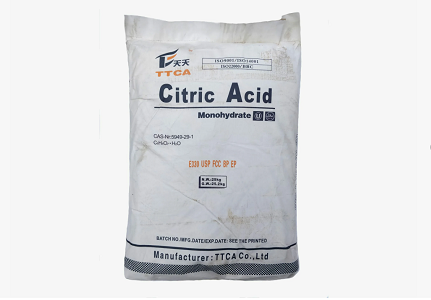 天天
TTCA
ISO9001/ISO14001
ISO22000/BRC
Citric Acid
Monohydrate
CAS-Nr:5949-29-1
C₆H₈O₇·H₂O
E330 USP FCC BP EP
N.W.:25kg
G.W.:25.2kg
BATCH NO./MFG.DATE/EXP.DATE: SEE THE PRINTED
Manufacturer:TTCA Co.,Ltd